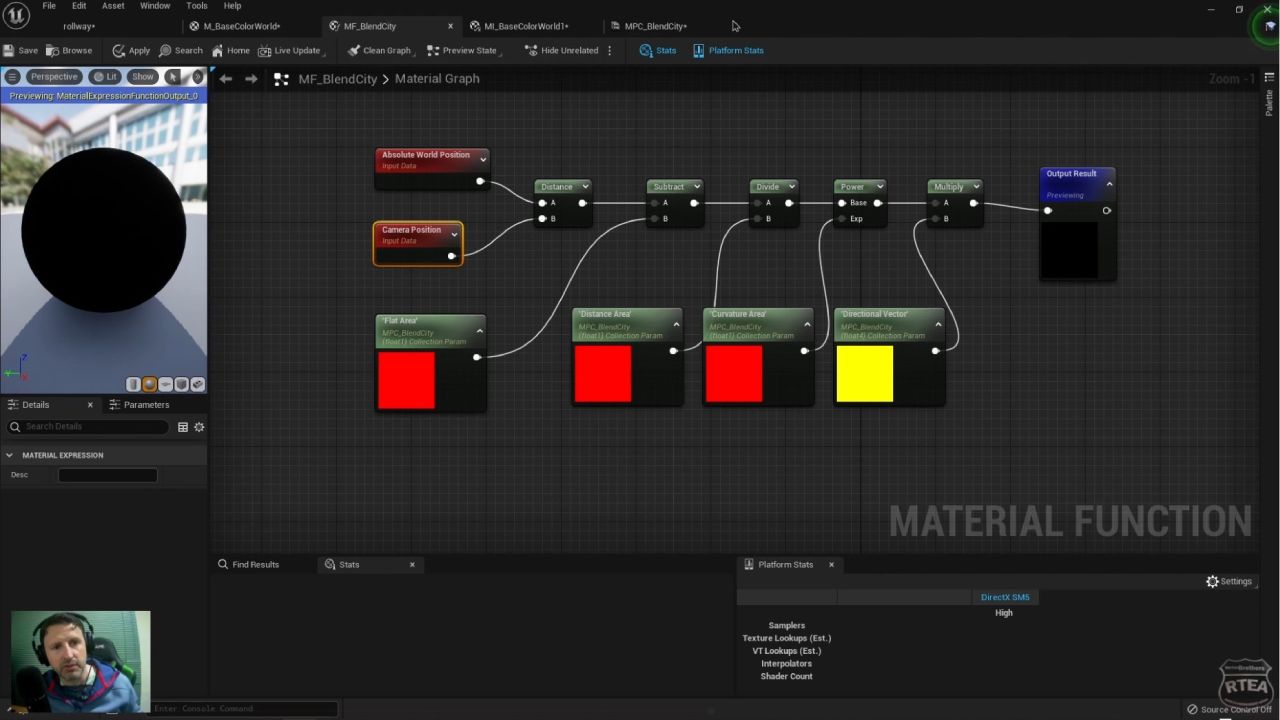 File Edit Asset Window Tools Help
rollway* M_BaseColorWorld* MF_BlendCity MI_BaseColorWorld1* MPC_BlendCity*
Save Browse Apply Search Home Live Update Clean Graph Preview State Hide Unrelated Stats Platform Stats
Perspective Lit Show
MF_BlendCity > Material Graph
Zoom -1
Previewing: MaterialExpressionFunctionOutput_0
Palette
Absolute World Position
Input Data
Camera Position
Input Data
Distance
A
B
Subtract
A
B
Divide
A
B
Power
Base
Exp
Multiply
A
B
Output Result
Previewing
'Flat Area'
MPC_BlendCity
(float1) Collection Param
'Distance Area'
MPC_BlendCity
(float1) Collection Param
'Curvature Area'
MPC_BlendCity
(float1) Collection Param
'Directional Vector'
MPC_BlendCity
(float4) Collection Param
Z
Y
X
Details Parameters
Search Details
MATERIAL EXPRESSION
Desc
MATERIAL FUNCTION
Find Results Stats
Platform Stats
Settings
DirectX SM5
High
Samplers
Texture Lookups (Est.)
VT Lookups (Est.)
Interpolators
Shader Count
Enter Console Command
RTEA
Source Control Off